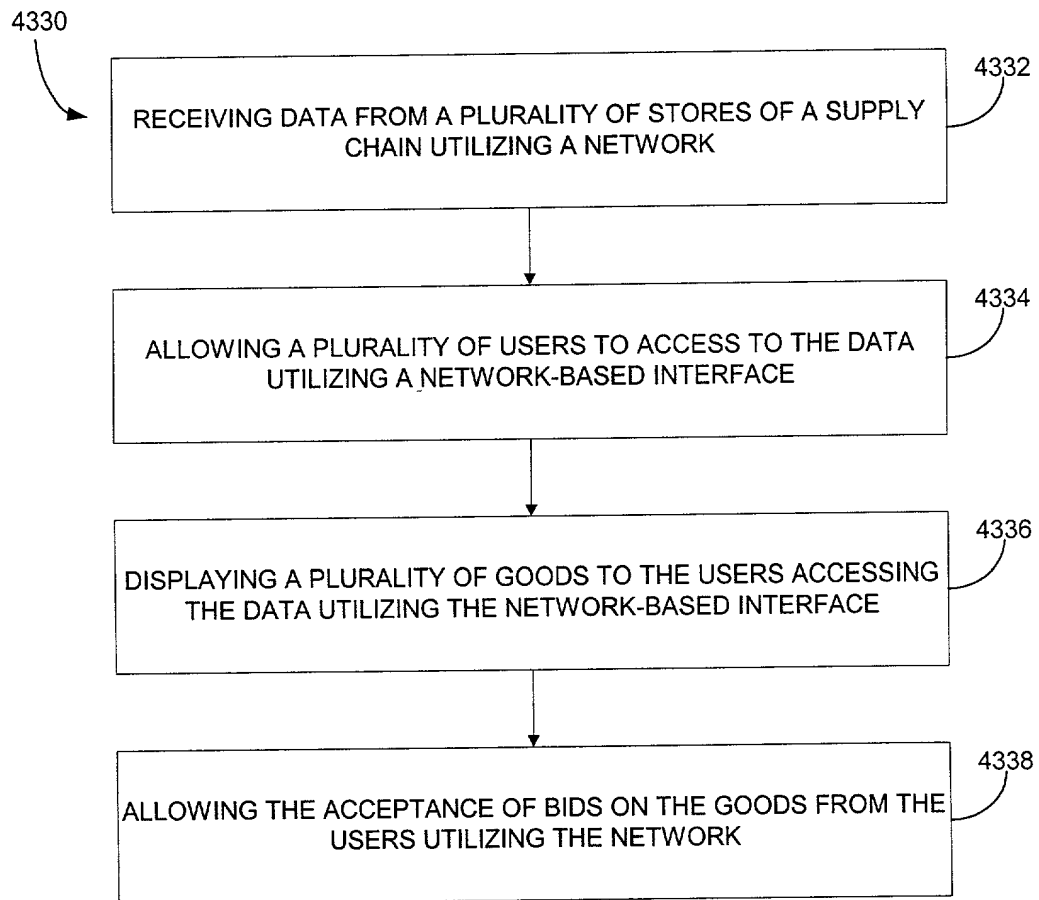 4330
4332
RECEIVING DATA FROM A PLURALITY OF STORES OF A SUPPLY
CHAIN UTILIZING A NETWORK
4334
ALLOWING A PLURALITY OF USERS TO ACCESS TO THE DATA
UTILIZING A NETWORK-BASED INTERFACE
4336
DISPLAYING A PLURALITY OF GOODS TO THE USERS ACCESSING
THE DATA UTILIZING THE NETWORK-BASED INTERFACE
4338
ALLOWING THE ACCEPTANCE OF BIDS ON THE GOODS FROM THE
USERS UTILIZING THE NETWORK